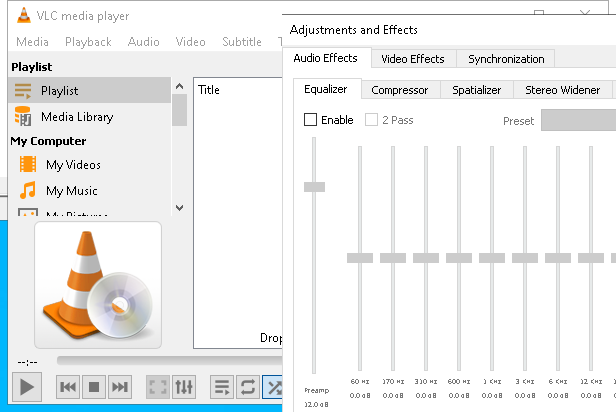 VLC media player
Media Playback Audio Video Subtitle
Playlist
Playlist
Media Library
My Computer
My Videos
My Music
My Pictures
Title
Drop
--:--
Adjustments and Effects
Audio Effects Video Effects Synchronization
Equalizer Compressor Spatializer Stereo Widener
Enable 2 Pass Preset
Preamp 60 Hz 170 Hz 310 Hz 600 Hz 1 KHz 3 KHz 6 KHz 12 KHz
12.0 dB 0.0 dB 0.0 dB 0.0 dB 0.0 dB 0.0 dB 0.0 dB 0.0 dB 0.0 dB